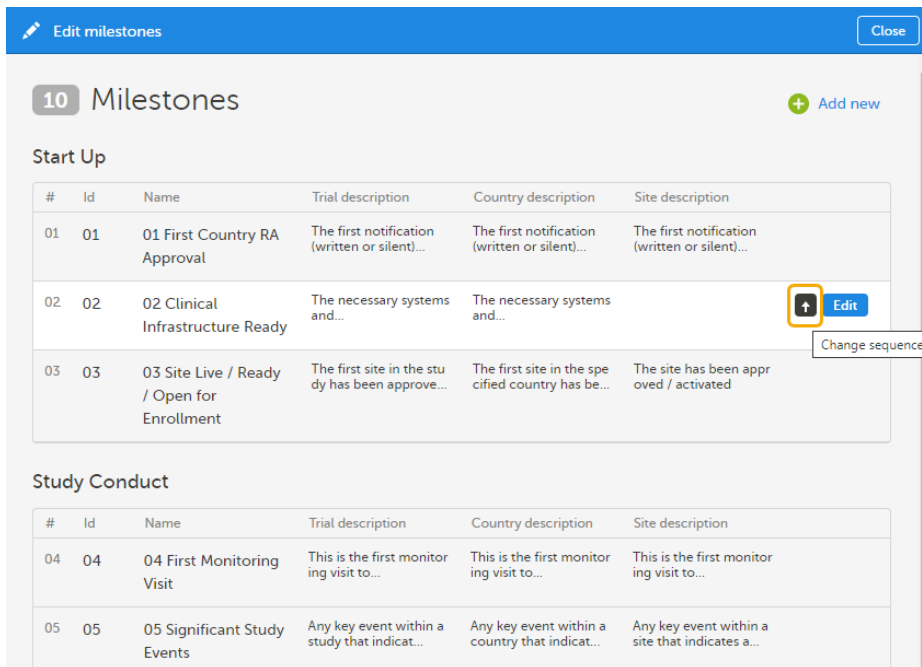 Edit milestones
Close
10 Milestones
Add new
Start Up
# Id Name Trial description Country description Site description
01 01 01 First Country RA The first notification The first notification The first notification
Approval (written or silent)... (written or silent)... (written or silent)...
02 02 02 Clinical The necessary systems The necessary systems
Infrastructure Ready and... and...
Edit
Change sequence
03 03 03 Site Live / Ready The first site in the stu The first site in the spe The site has been appr
/ Open for dy has been approve... cified country has be... oved / activated
Enrollment
Study Conduct
# Id Name Trial description Country description Site description
04 04 04 First Monitoring This is the first monitor This is the first monitor This is the first monitor
Visit ing visit to... ing visit to... ing visit to...
05 05 05 Significant Study Any key event within a Any key event within a Any key event within a
Events study that indicat... country that indicat... site that indicates a...